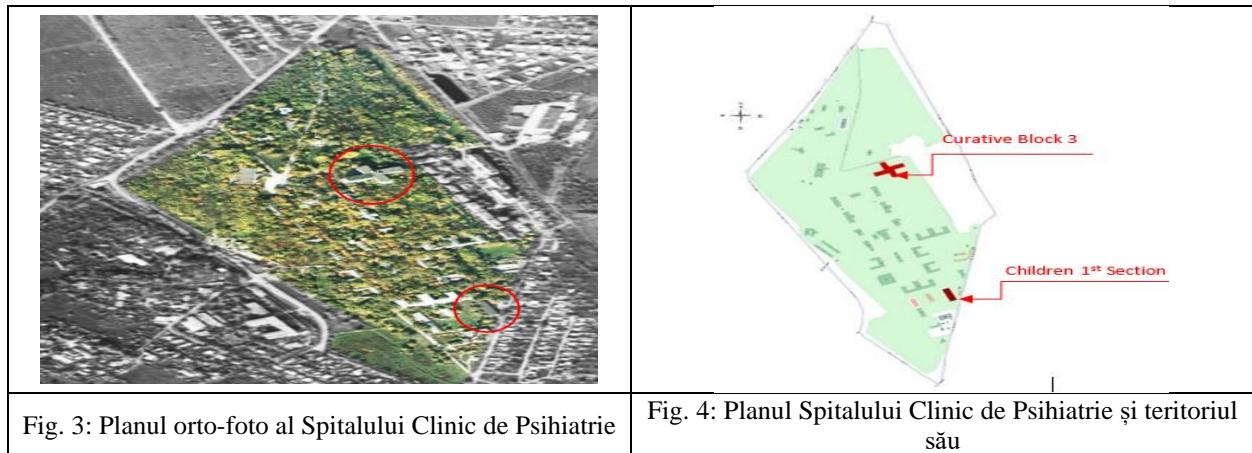 Curative Block 3
Children 1st Section
Fig. 3: Planul orto-foto al Spitalului Clinic de Psihiatrie
Fig. 4: Planul Spitalului Clinic de Psihiatrie și teritoriul
său